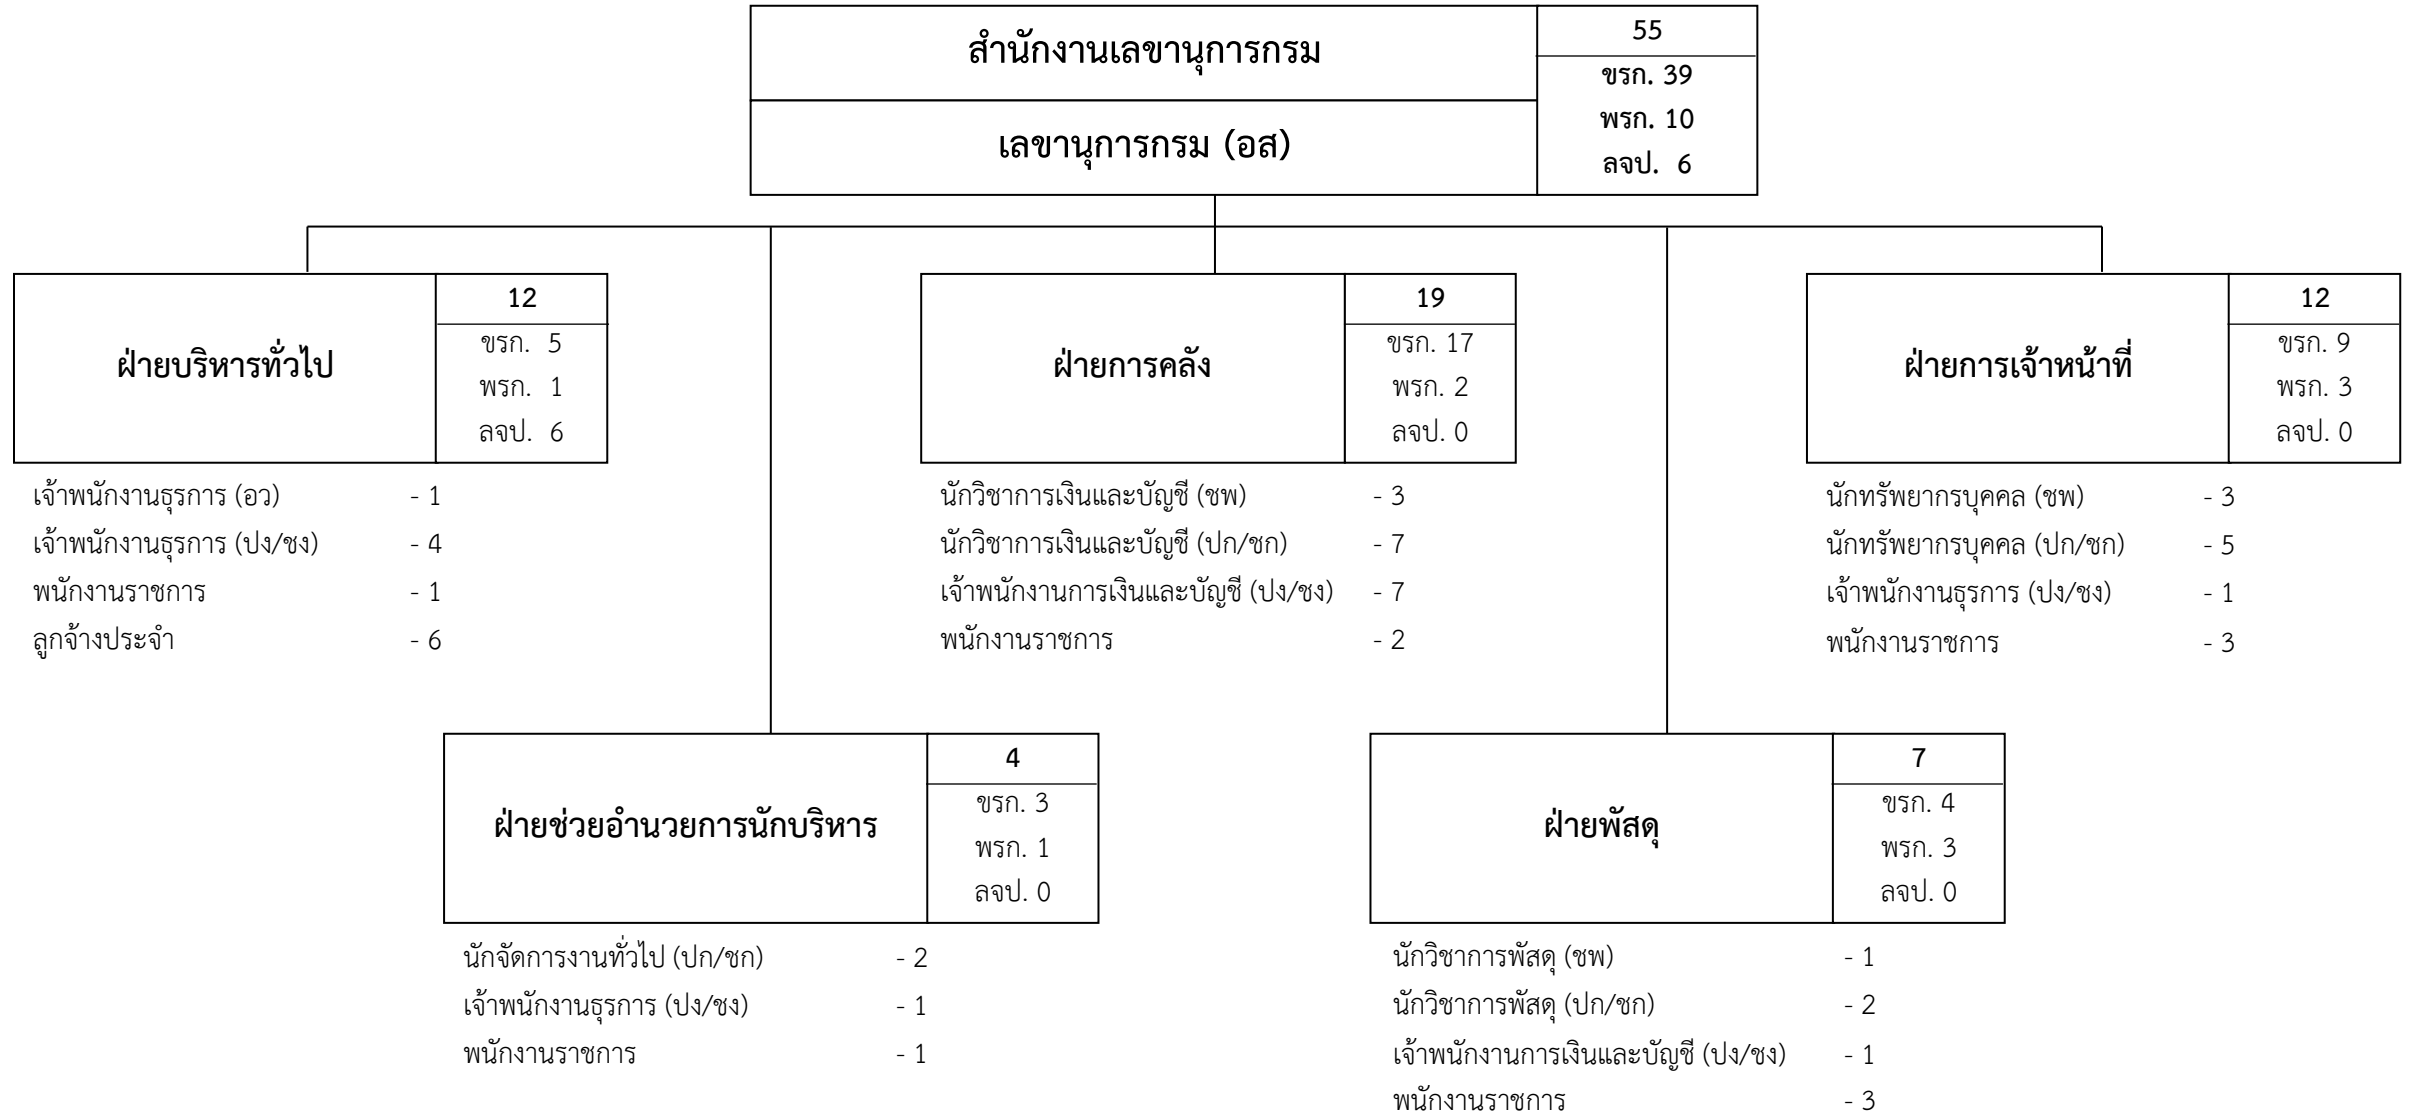 สำนักงานเลขานุการกรม
เลขานุการกรม (อส)
55
ขรก. 39
พรก. 10
ลจป. 6
ฝ่ายบริหารทั่วไป
12
ขรก. 5
พรก. 1
ลจป. 6
เจ้าพนักงานธุรการ (อว) - 1
เจ้าพนักงานธุรการ (ปง/ชง) - 4
พนักงานราชการ - 1
ลูกจ้างประจำ - 6
ฝ่ายการคลัง
19
ขรก. 17
พรก. 2
ลจป. 0
นักวิชาการเงินและบัญชี (ชพ) - 3
นักวิชาการเงินและบัญชี (ปก/ชก) - 7
เจ้าพนักงานการเงินและบัญชี (ปง/ชง) - 7
พนักงานราชการ - 2
ฝ่ายการเจ้าหน้าที่
12
ขรก. 9
พรก. 3
ลจป. 0
นักทรัพยากรบุคคล (ชพ) - 3
นักทรัพยากรบุคคล (ปก/ชก) - 5
เจ้าพนักงานธุรการ (ปง/ชง) - 1
พนักงานราชการ - 3
ฝ่ายช่วยอำนวยการนักบริหาร
4
ขรก. 3
พรก. 1
ลจป. 0
นักจัดการงานทั่วไป (ปก/ชก) - 2
เจ้าพนักงานธุรการ (ปง/ชง) - 1
พนักงานราชการ - 1
ฝ่ายพัสดุ
7
ขรก. 4
พรก. 3
ลจป. 0
นักวิชาการพัสดุ (ชพ) - 1
นักวิชาการพัสดุ (ปก/ชก) - 2
เจ้าพนักงานการเงินและบัญชี (ปง/ชง) - 1
พนักงานราชการ - 3